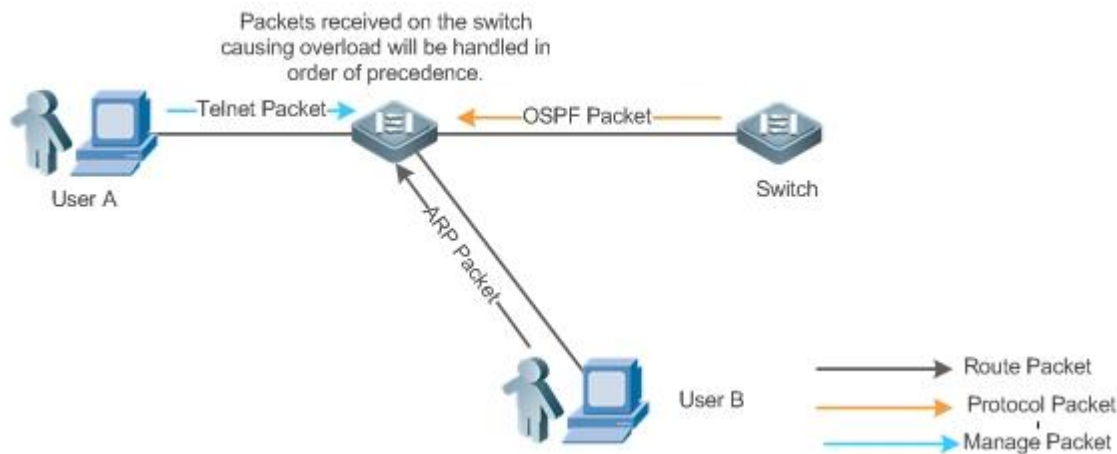 Packets received on the switch
causing overload will be handled in
order of precedence.
Telnet Packet
OSPF Packet
User A
Switch
ARP Packet
User B
Route Packet
Protocol Packet
Manage Packet